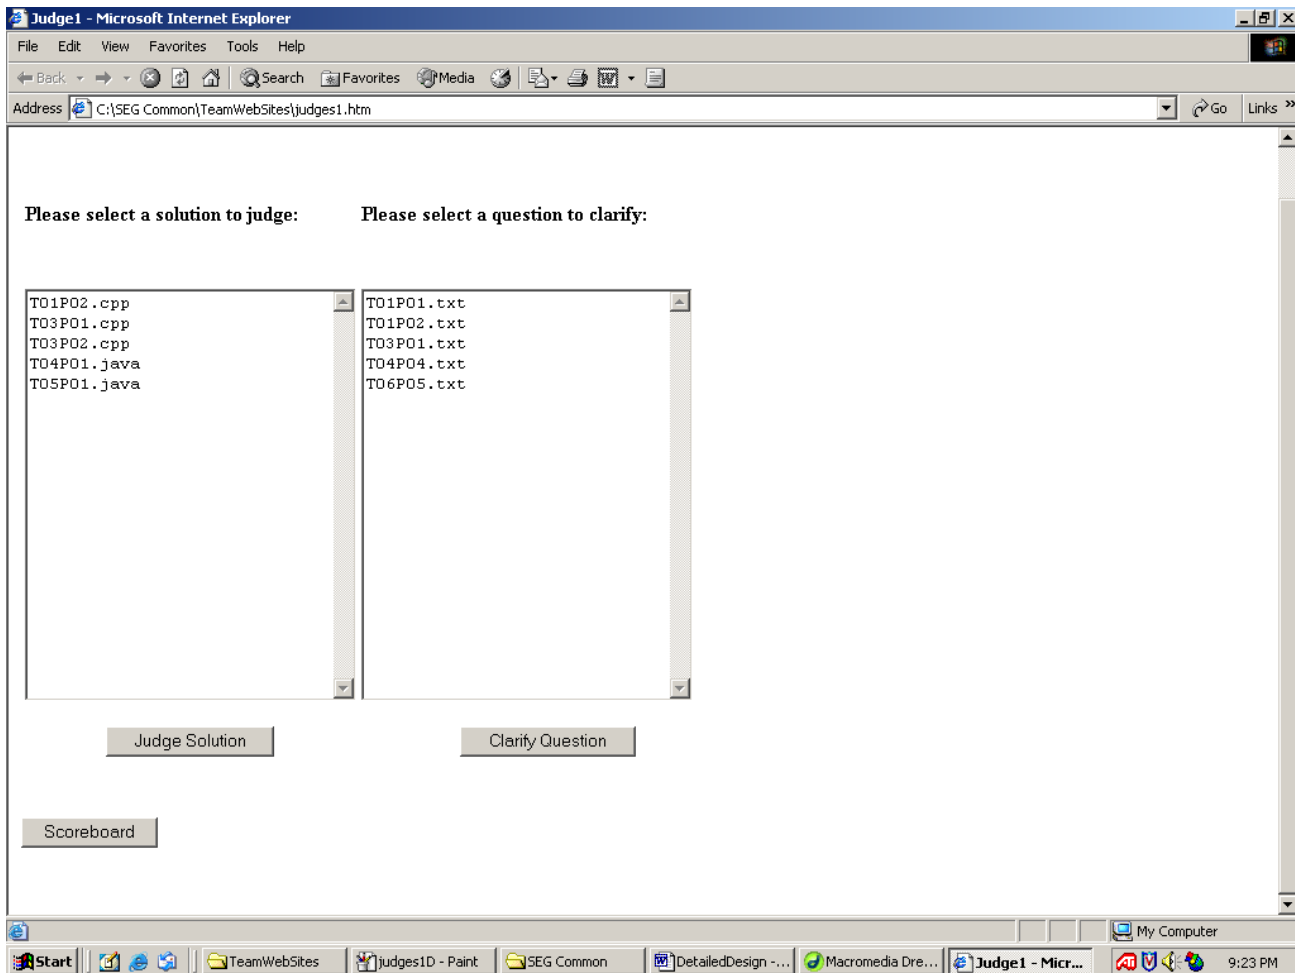 Judge1 - Microsoft Internet Explorer
File Edit View Favorites Tools Help
Back Search Favorites Media
Address C:\SEG Common\TeamWebSites\judges1.htm Go Links »
Please select a solution to judge: Please select a question to clarify:
T01P02.cpp
T03P01.cpp
T03P02.cpp
T04P01.java
T05P01.java
T01P01.txt
T01P02.txt
T03P01.txt
T04P04.txt
T06P05.txt
Judge Solution Clarify Question
Scoreboard
My Computer
Start TeamWebSites judges1D - Paint SEG Common DetailedDesign -... Macromedia Dre... Judge1 - Micr... 9:23 PM